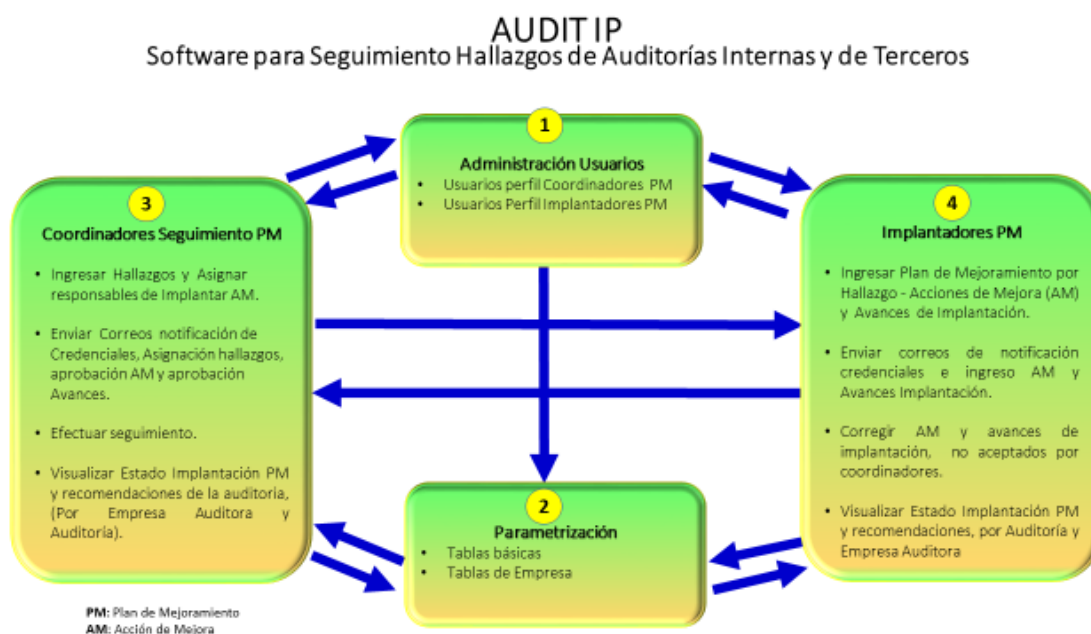 AUDIT IP
Software para Seguimiento Hallazgos de Auditorías Internas y de Terceros
1
Administración Usuarios
• Usuarios perfil Coordinadores PM
• Usuarios Perfil Implantadores PM
3
Coordinadores Seguimiento PM
• Ingresar Hallazgos y Asignar
responsables de Implantar AM.
• Enviar Correos notificación de
Credenciales, Asignación hallazgos,
aprobación AM y aprobación
Avances.
• Efectuar seguimiento.
• Visualizar Estado Implantación PM
y recomendaciones de la auditoria,
(Por Empresa Auditora y
Auditoría).
4
Implantadores PM
• Ingresar Plan de Mejoramiento por
Hallazgo - Acciones de Mejora (AM)
y Avances de Implantación.
• Enviar correos de notificación
credenciales e ingreso AM y
Avances Implantación.
• Corregir AM y avances de
implantación, no aceptados por
coordinadores.
• Visualizar Estado Implantación PM
y recomendaciones, por Auditoría y
Empresa Auditora
2
Parametrización
• Tablas básicas
• Tablas de Empresa
PM: Plan de Mejoramiento
AM: Acción de Mejora